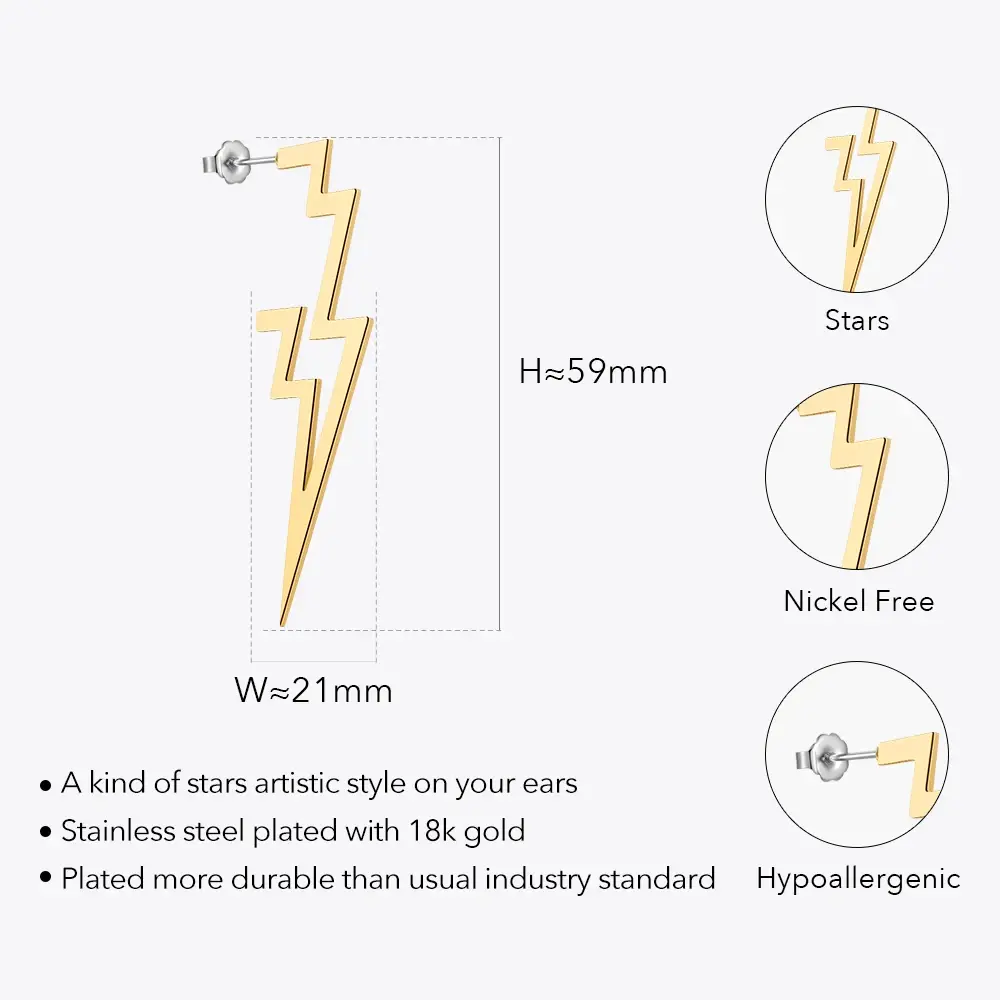 Stars
H≈59mm
Nickel Free
W≈21mm
• A kind of stars artistic style on your ears
• Stainless steel plated with 18k gold
• Plated more durable than usual industry standard
Hypoallergenic